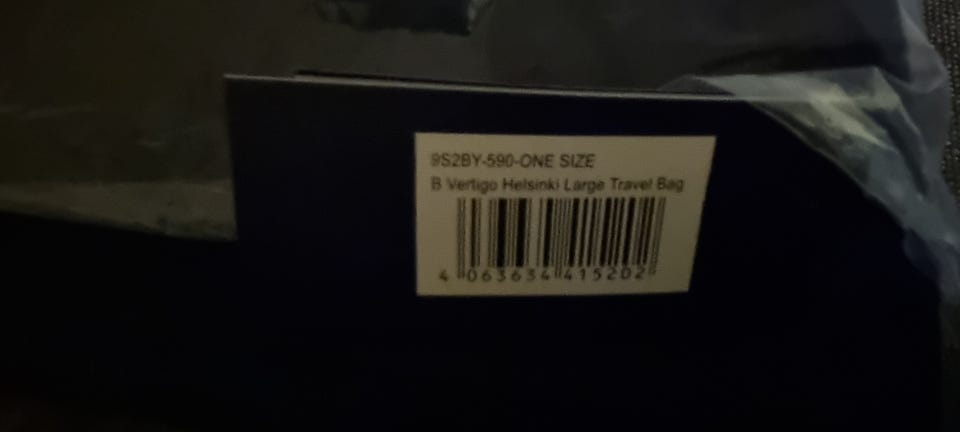 9S2BY-590-ONE SIZE
B Vertigo Helsinki Large Travel Bag
4 063634 415202